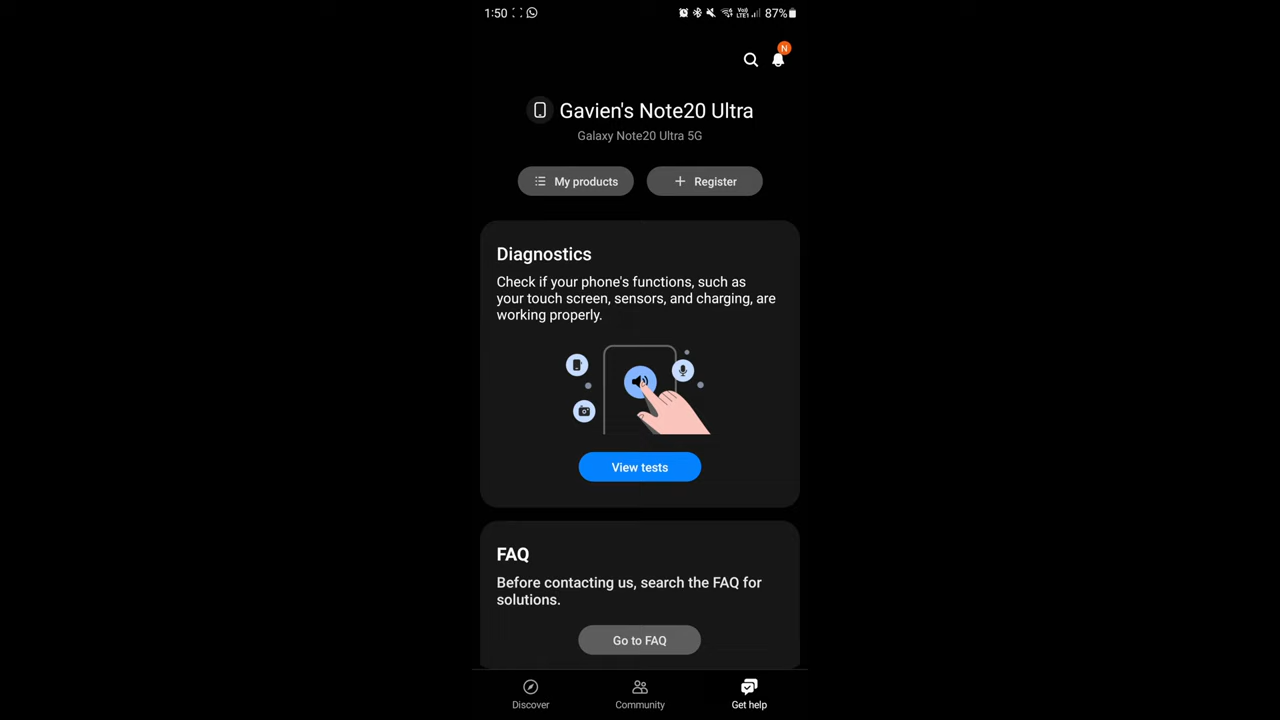 1:50
87%
N
Gavien's Note20 Ultra
Galaxy Note20 Ultra 5G
My products
Register
Diagnostics
Check if your phone's functions, such as
your touch screen, sensors, and charging, are
working properly.
View tests
FAQ
Before contacting us, search the FAQ for
solutions.
Go to FAQ
Discover
Community
Get help